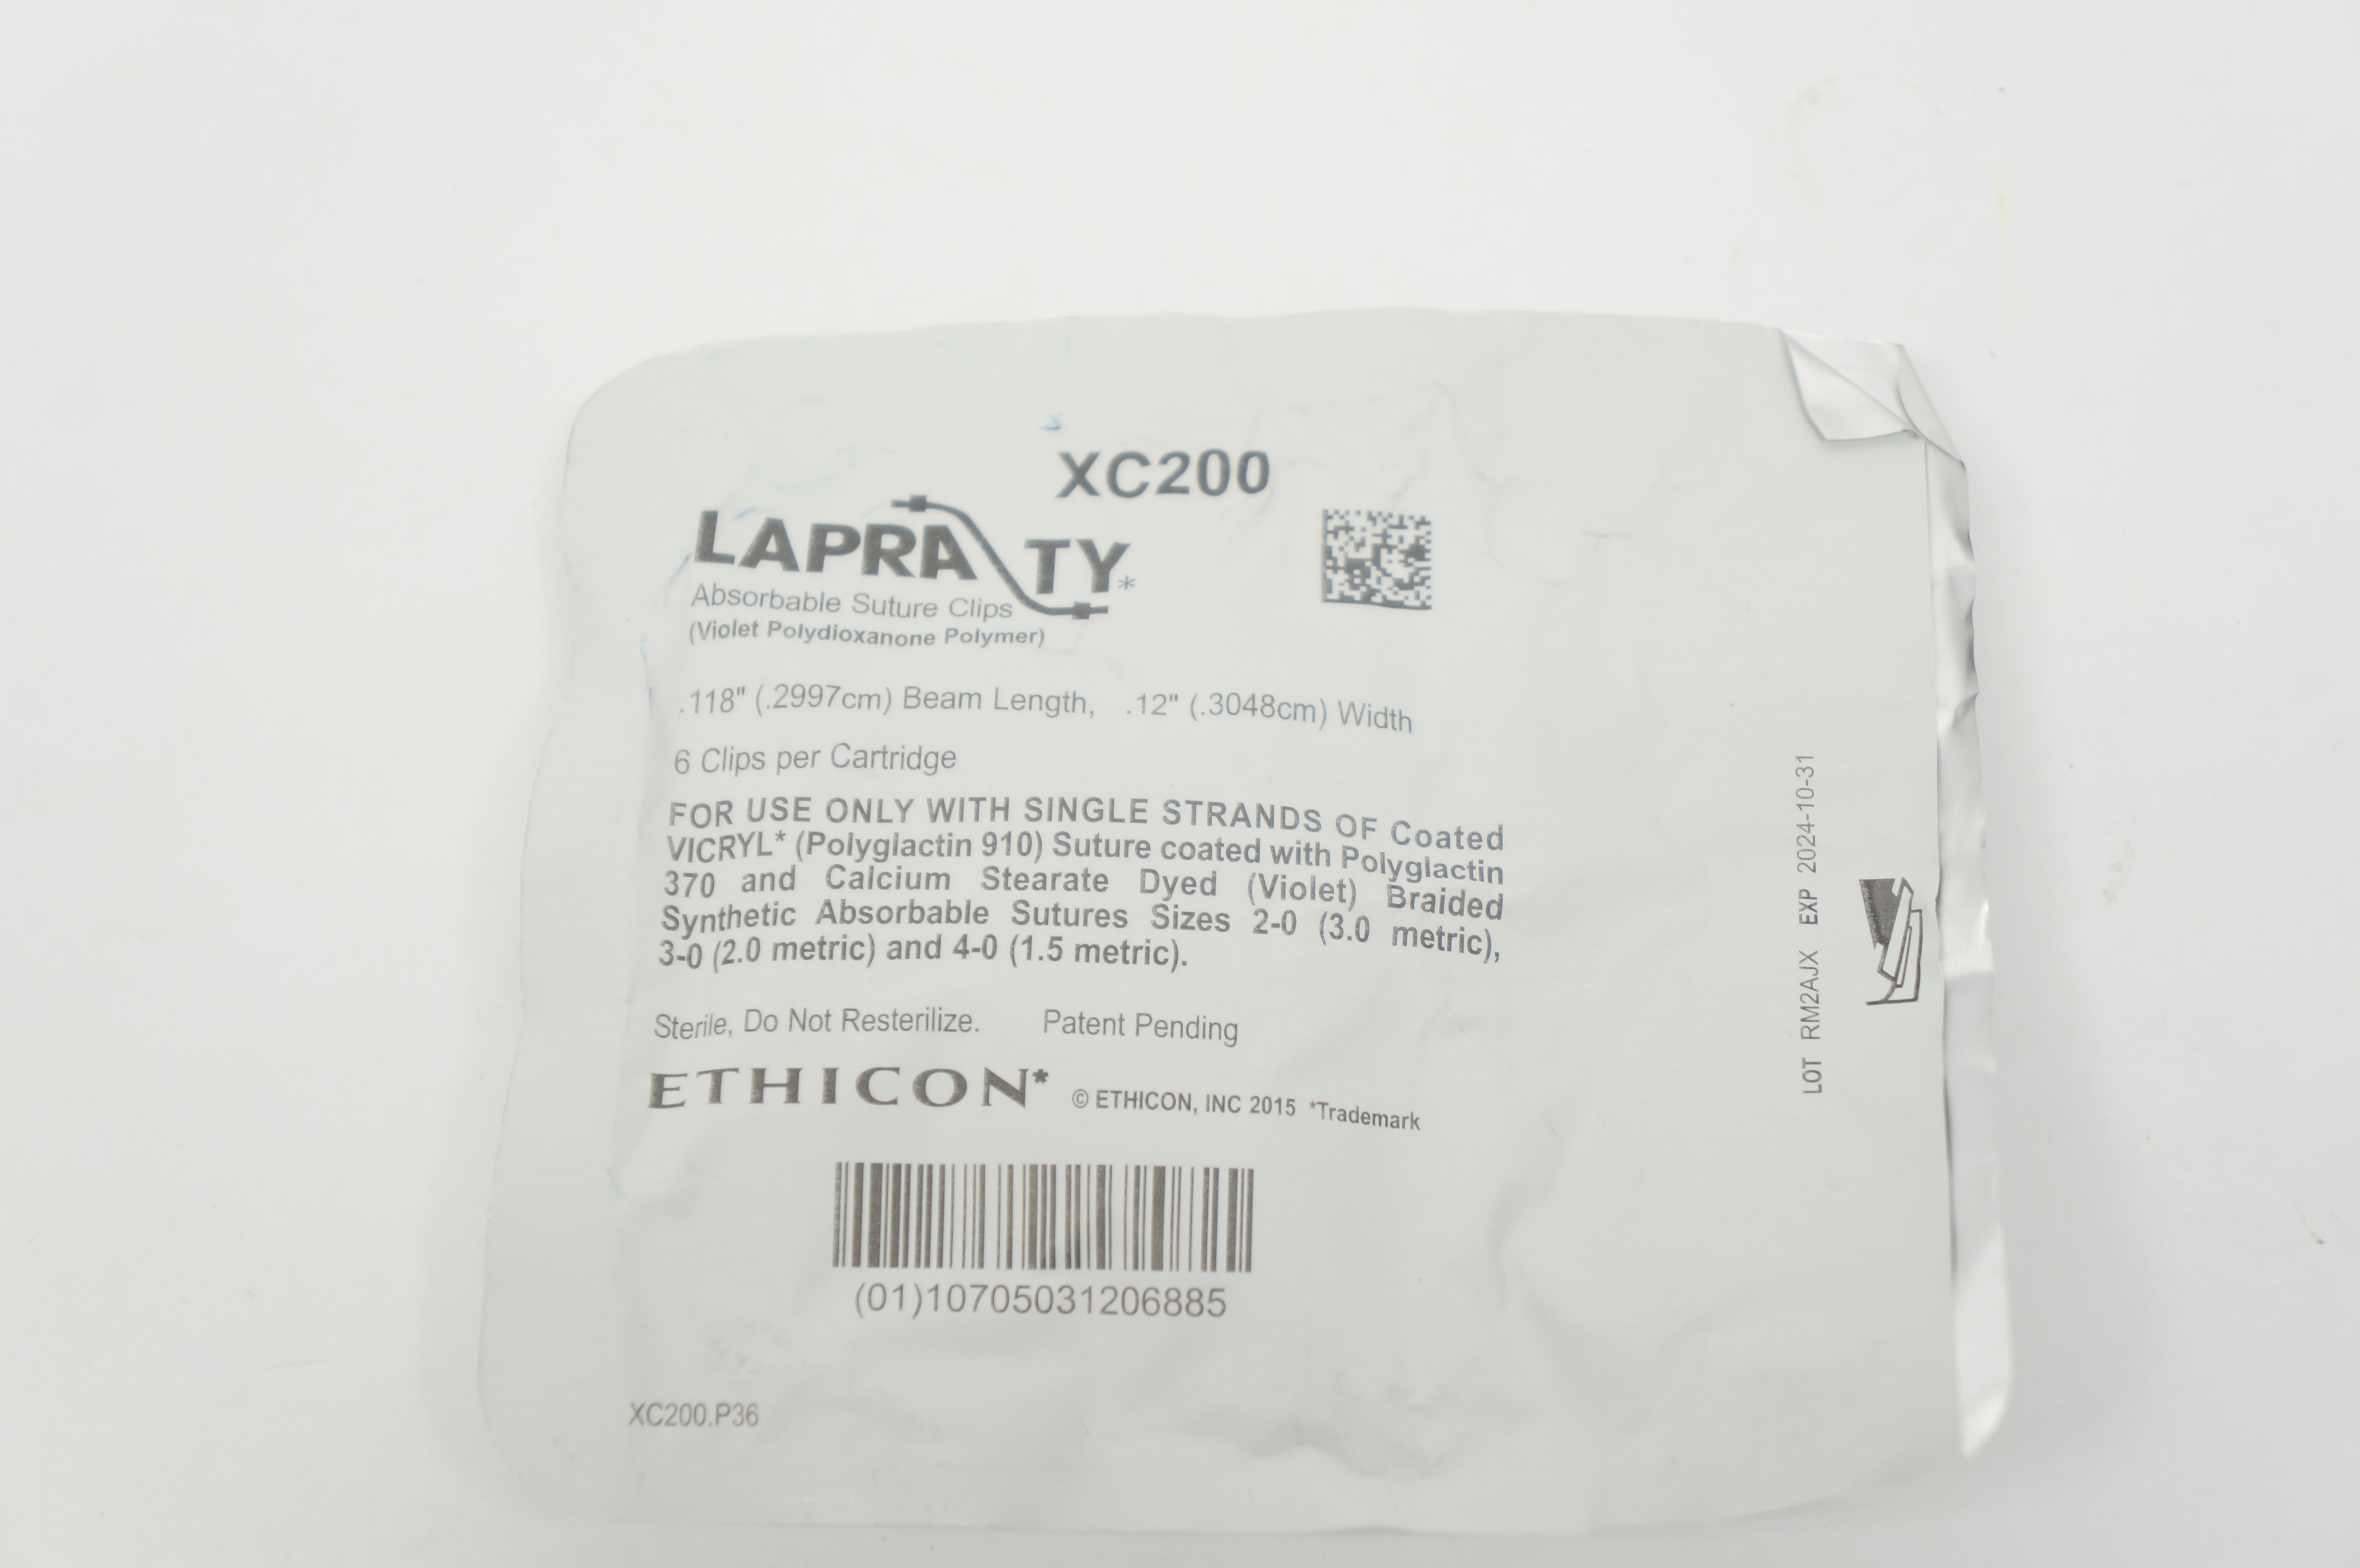 XC200
LAPRA TY*
Absorbable Suture Clips
(Violet Polydioxanone Polymer)
.118" (.2997cm) Beam Length, .12" (.3048cm) Width
6 Clips per Cartridge
FOR USE ONLY WITH SINGLE STRANDS OF Coated
VICRYL* (Polyglactin 910) Suture coated with Polyglactin
370 and Calcium Stearate Dyed (Violet) Braided
Synthetic Absorbable Sutures Sizes 2-0 (3.0 metric),
3-0 (2.0 metric) and 4-0 (1.5 metric).
Sterile, Do Not Resterilize. Patent Pending
ETHICON* © ETHICON, INC 2015 *Trademark
(01)10705031206885
XC200.P36
LOT RM2AJX EXP 2024-10-31